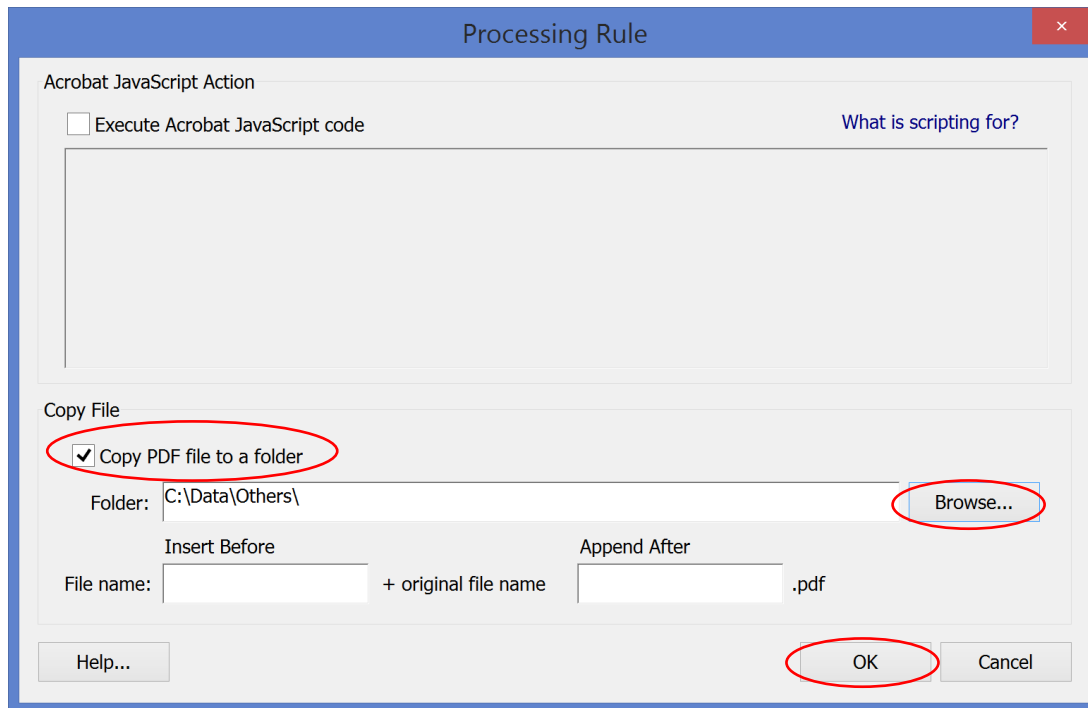 Processing Rule
Acrobat JavaScript Action
Execute Acrobat JavaScript code What is scripting for?
Copy File
Copy PDF file to a folder
Folder: C:\Data\Others\ Browse...
Insert Before Append After
File name: + original file name .pdf
Help... OK Cancel